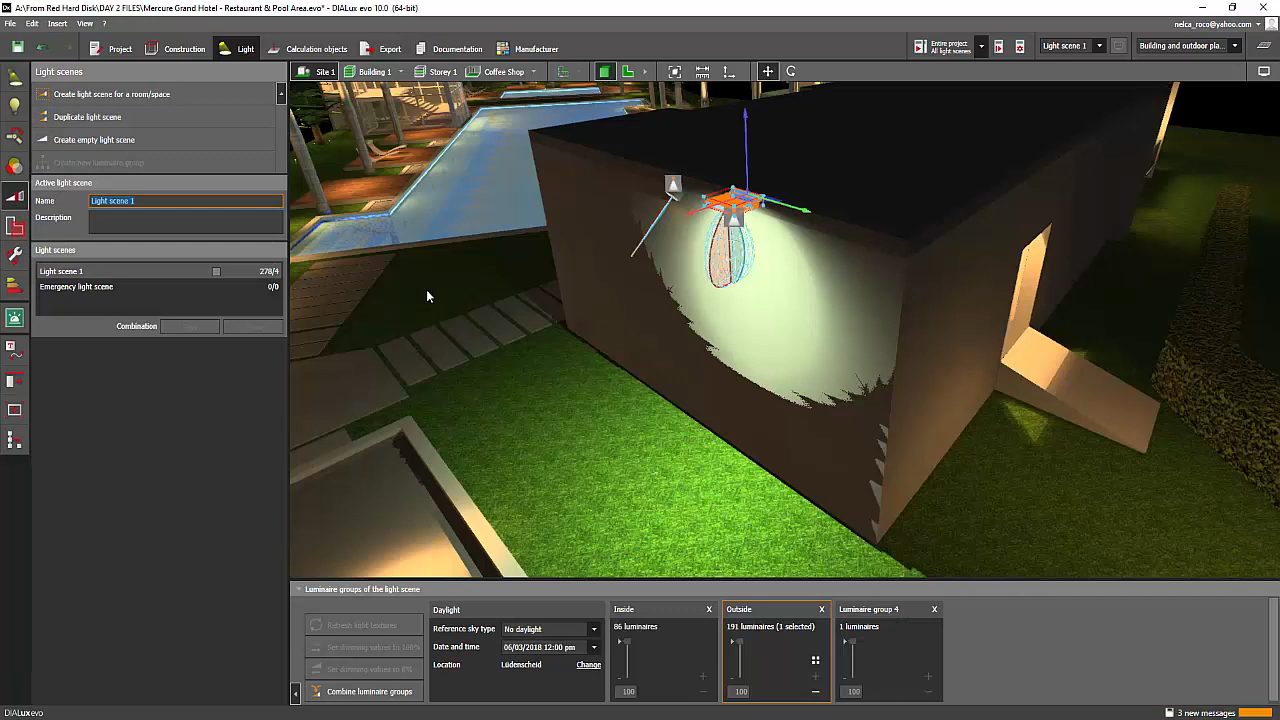 A:\From Red Hard Disk\DAY 2 FILES\Mercure Grand Hotel - Restaurant & Pool Area.evo* - DIALux evo 10.0 (64-bit)
File Edit Insert View ?
nelca_roco@yahoo.com
Project Construction Light Calculation objects Export Documentation Manufacturer
Entire project
All light scenes
Light scene 1
Building and outdoor pla...
Light scenes
Site 1 Building 1 Storey 1 Coffee Shop
Create light scene for a room/space
Duplicate light scene
Create empty light scene
Create new luminaire group
Active light scene
Name Light scene 1
Description
Light scenes
Light scene 1 278/4
Emergency light scene 0/0
Combination
Luminaire groups of the light scene
Refresh light textures
Set dimming values to 100%
Set dimming values to 0%
Combine luminaire groups
Daylight
Reference sky type No daylight
Date and time 06/03/2018 12:00 pm
Location Lüdenscheid Change
Inside
86 luminaires
100
Outside
191 luminaires (1 selected)
100
Luminaire group 4
1 luminaires
100
DIALux evo
3 new messages